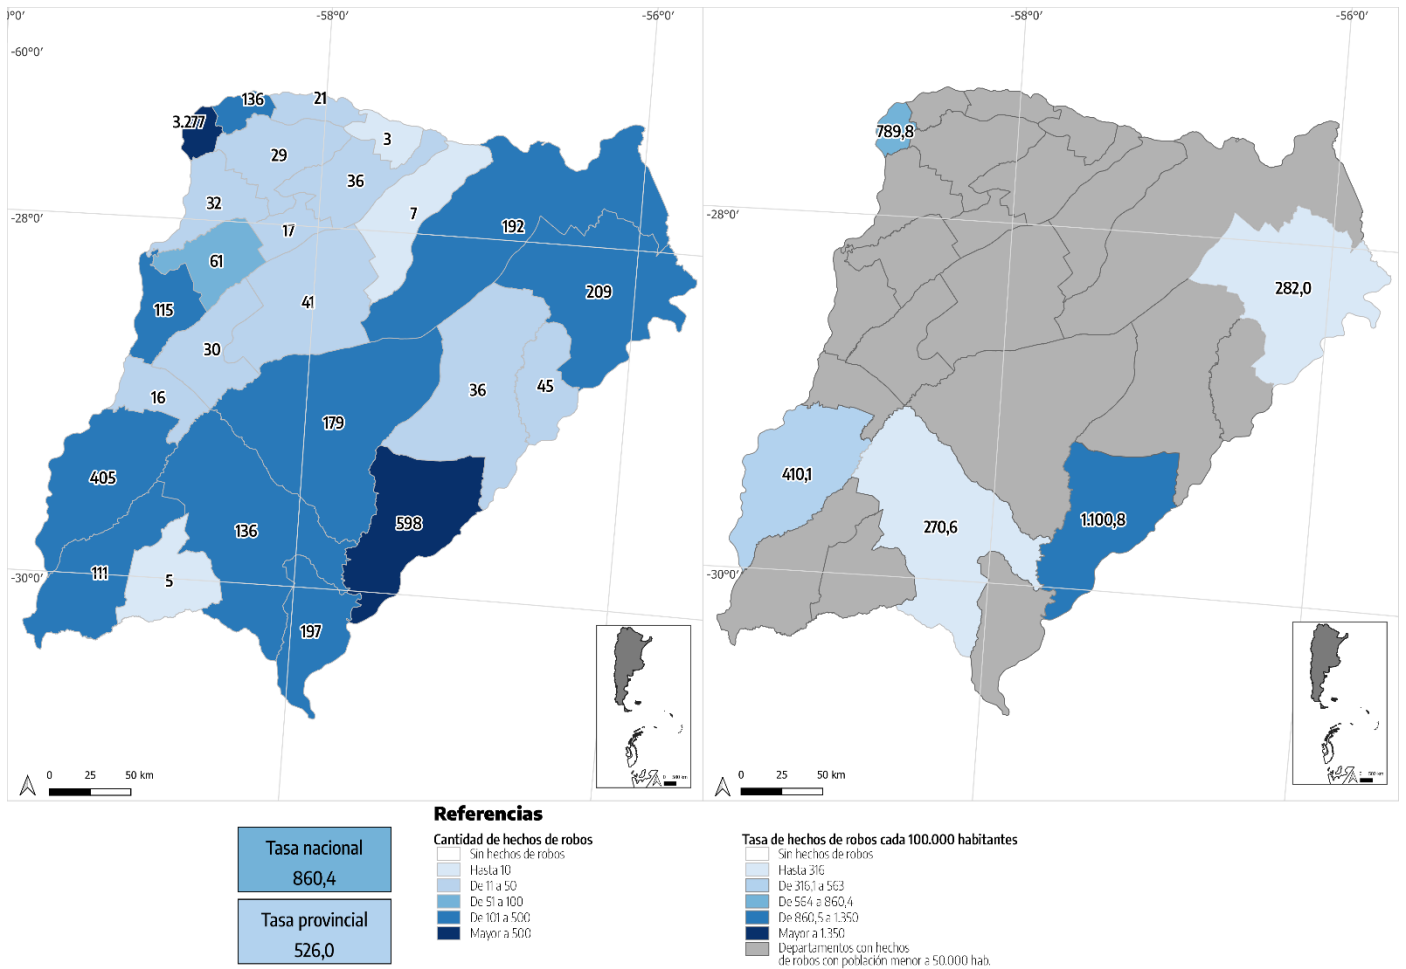 -58°0'
-56°0'
-60°0'
136
21
3.277
3
29
36
32
7
17
-28°0'
192
61
209
41
115
30
36
45
16
179
405
598
136
111
5
-30°0'
197
0 25 50 km
-58°0'
-56°0'
789,8
-28°0'
282,0
410,1
270,6
1.100,8
-30°0'
0 25 50 km
Referencias
Tasa nacional
860,4
Tasa provincial
526,0
Cantidad de hechos de robos
Sin hechos de robos
Hasta 10
De 11 a 50
De 51 a 100
De 101 a 500
Mayor a 500
Tasa de hechos de robos cada 100.000 habitantes
Sin hechos de robos
Hasta 316
De 316,1 a 563
De 564 a 860,4
De 860,5 a 1.350
Mayor a 1.350
Departamentos con hechos
de robos con población menor a 50.000 hab.